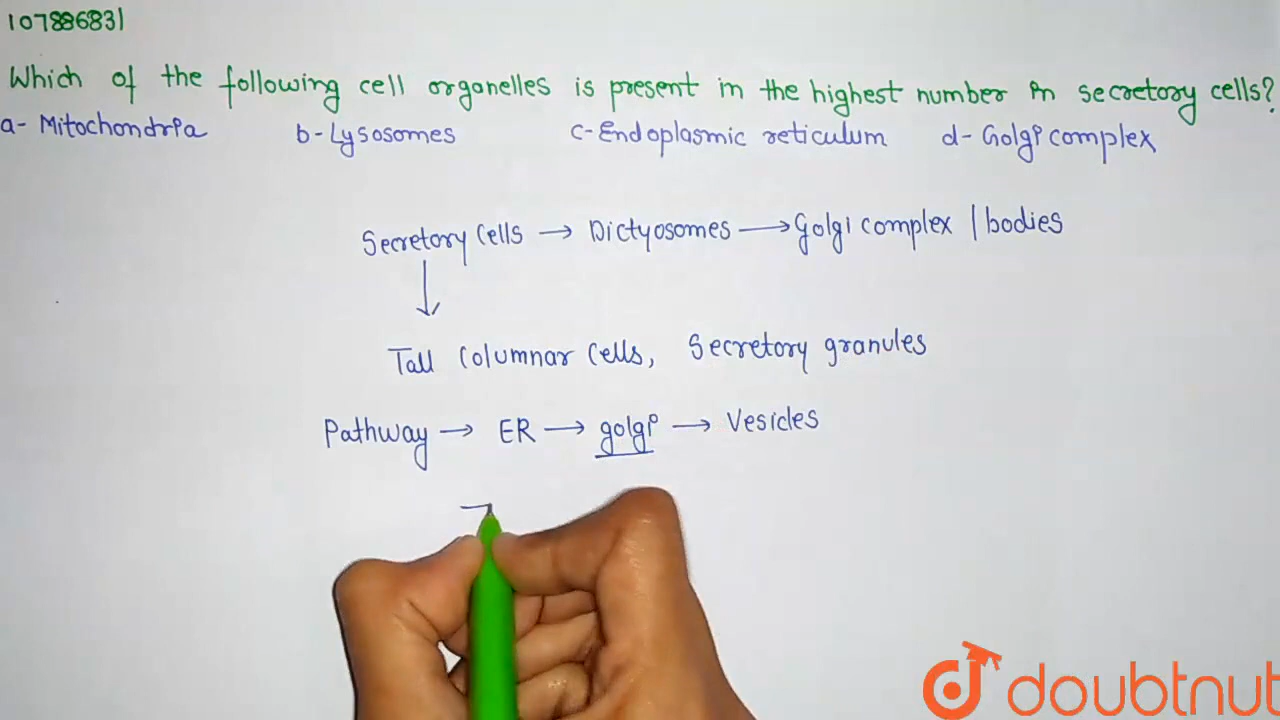 107886831
Which of the following cell organelles is present in the highest number in secretory cells?
a- Mitochondria b- Lysosomes c- Endoplasmic reticulum d- Golgi complex
Secretory cells → Dictyosomes → Golgi complex / bodies
↓
Tall Columnar cells, Secretory granules
Pathway → ER → golgi → Vesicles
doubtnut